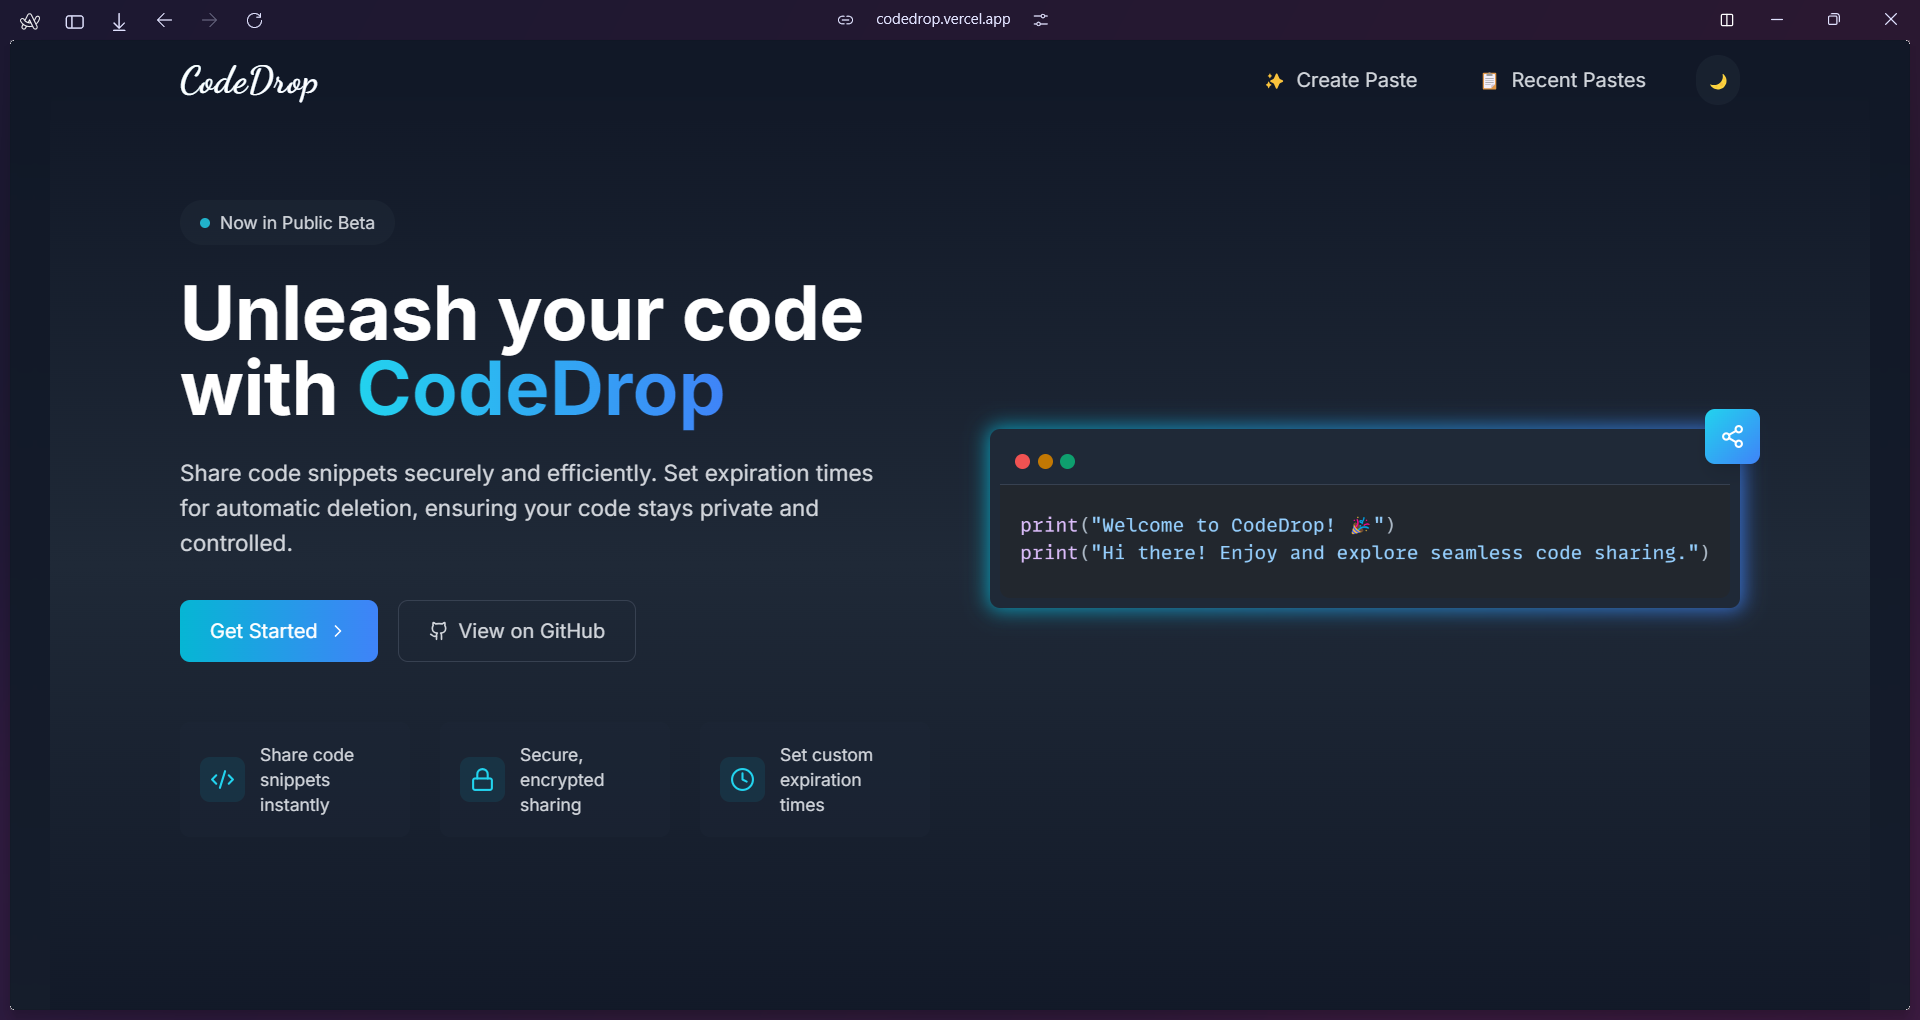 codedrop.vercel.app
CodeDrop
✨ Create Paste
📋 Recent Pastes
Now in Public Beta
Unleash your code
with CodeDrop
Share code snippets securely and efficiently. Set expiration times
for automatic deletion, ensuring your code stays private and
controlled.
Get Started
View on GitHub
print("Welcome to CodeDrop! 🎉")
print("Hi there! Enjoy and explore seamless code sharing.")
Share code
snippets
instantly
Secure,
encrypted
sharing
Set custom
expiration
times